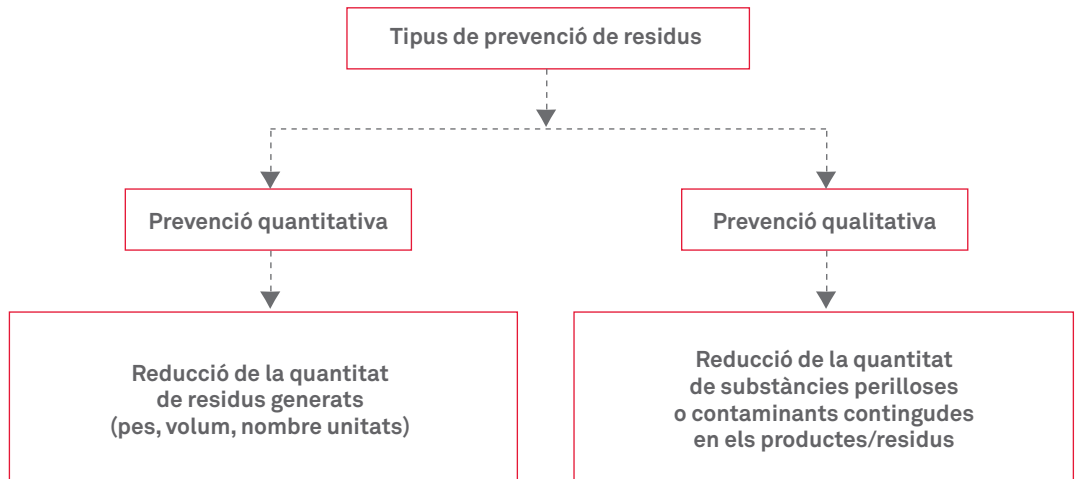 Tipus de prevenció de residus
Prevenció quantitativa
Prevenció qualitativa
Reducció de la quantitat
de residus generats
(pes, volum, nombre unitats)
Reducció de la quantitat
de substàncies perilloses
o contaminants contingudes
en els productes/residus